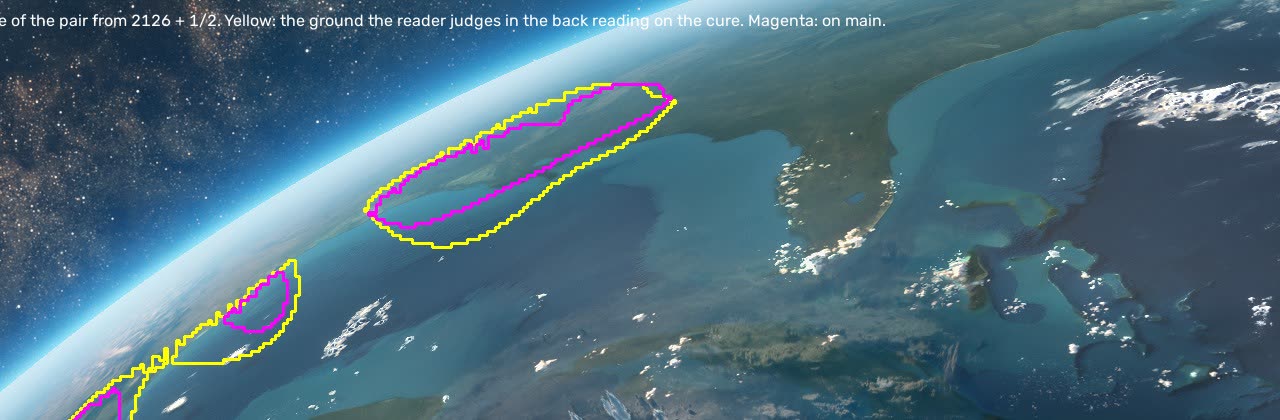 e of the pair from 2126 + 1/2. Yellow: the ground the reader judges in the back reading on the cure. Magenta: on main.